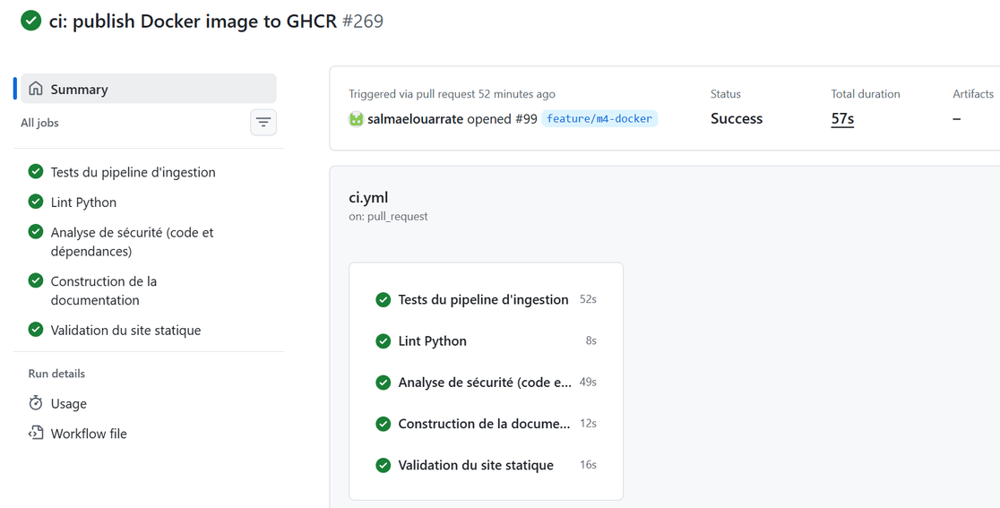 ci: publish Docker image to GHCR #269
Summary
All jobs
Tests du pipeline d'ingestion
Lint Python
Analyse de sécurité (code et
dépendances)
Construction de la
documentation
Validation du site statique
Run details
Usage
Workflow file
Triggered via pull request 52 minutes ago
salmaelouarrate opened #99 feature/m4-docker
Status
Success
Total duration
57s
Artifacts
–
ci.yml
on: pull_request
Tests du pipeline d'ingestion 52s
Lint Python 8s
Analyse de sécurité (code e... 49s
Construction de la docume... 12s
Validation du site statique 16s